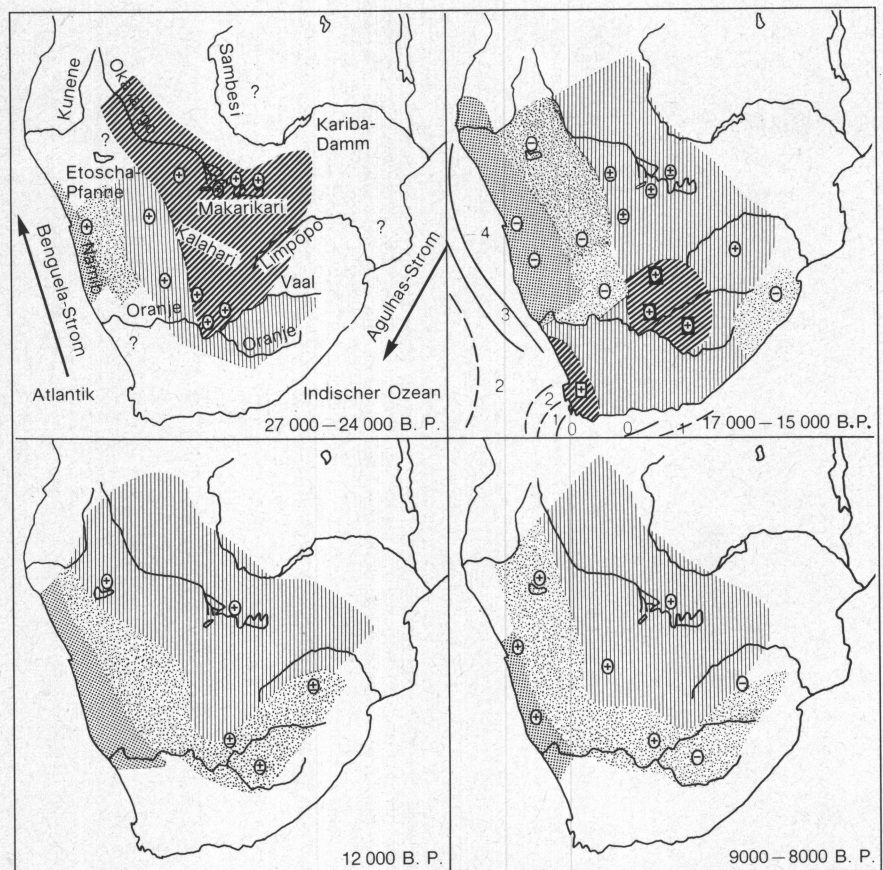 Kunene
Okavango
Sambesi
?
?
Kariba-
Damm
Etoscha-
Pfanne
Makarikari
Namib
Kalahari
Limpopo
?
Benguela-Strom
Vaal
Oranje
Oranje
?
Agulhas-Strom
Atlantik
Indischer Ozean
27 000 – 24 000 B. P.
4
3
2
2
1
0
0
1
17 000 – 15 000 B.P.
12 000 B. P.
9000 – 8000 B. P.